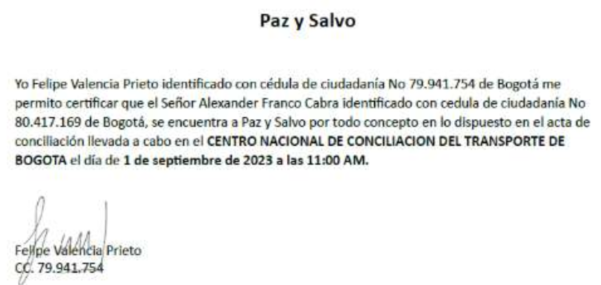 Paz y Salvo
Yo Felipe Valencia Prieto identificado con cédula de ciudadanía No 79.941.754 de Bogotá me
permito certificar que el Señor Alexander Franco Cabra identificado con cedula de ciudadanía No
80.417.169 de Bogotá, se encuentra a Paz y Salvo por todo concepto en lo dispuesto en el acta de
conciliación llevada a cabo en el CENTRO NACIONAL DE CONCILIACION DEL TRANSPORTE DE
BOGOTA el día de 1 de septiembre de 2023 a las 11:00 AM.
Felipe Valencia Prieto
CC. 79.941.754